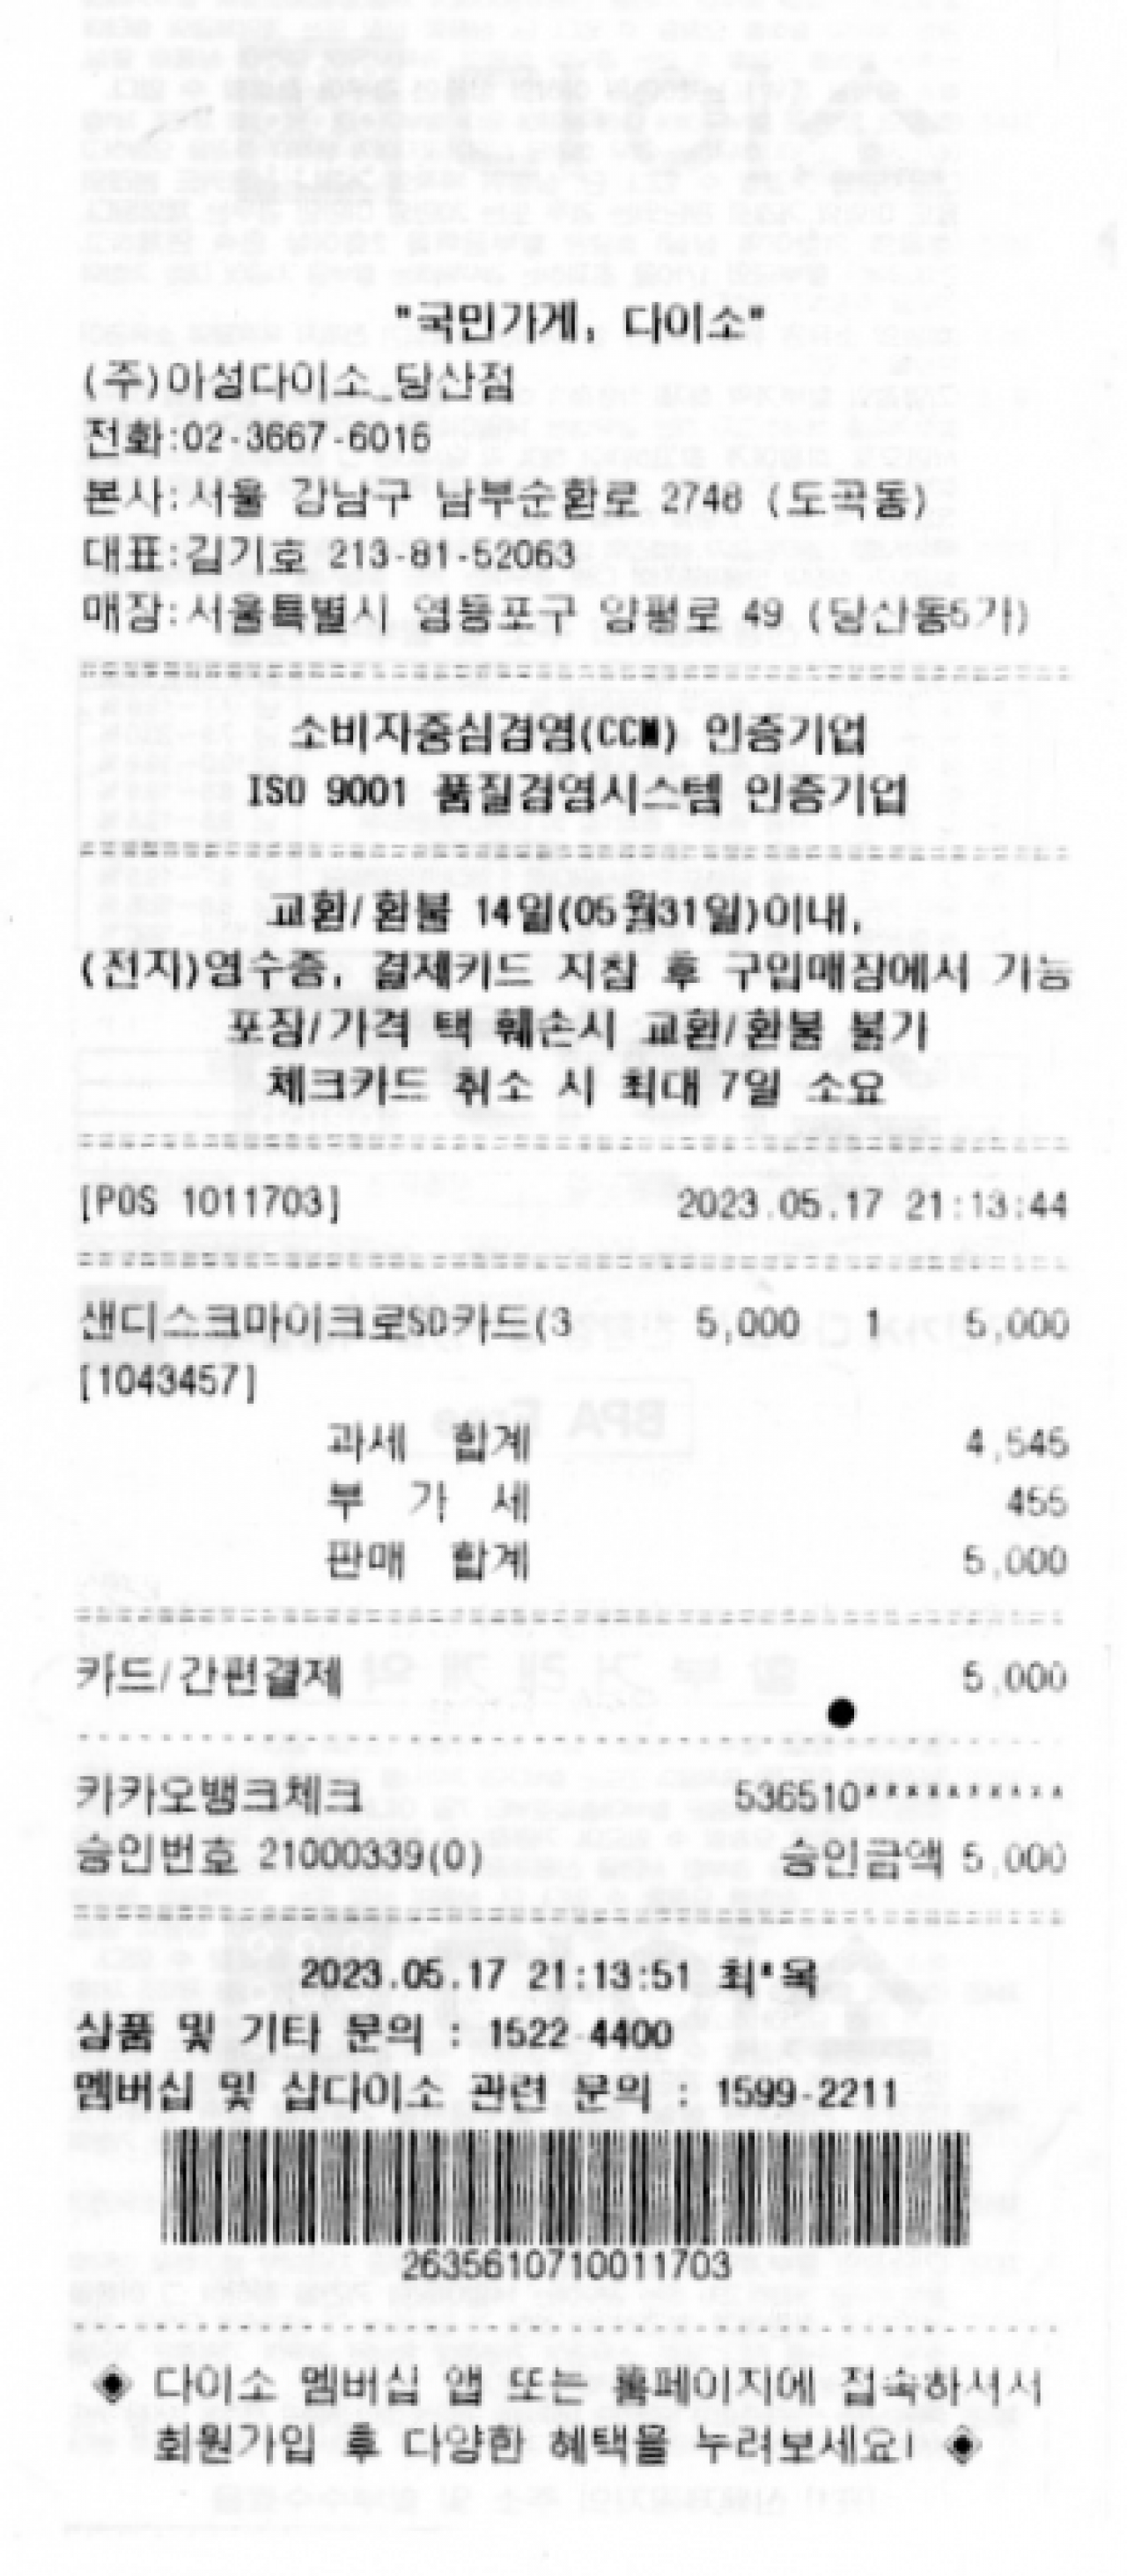 "국민가게, 다이소"
(주)아성다이소_당산점
전화:02-3667-6016
본사:서울 강남구 남부순환로 2748 (도곡동)
대표:김기호 213-81-52063
매장:서울특별시 영등포구 양평로 49 (당산동5가)
소비자중심경영(CCM) 인증기업
ISO 9001 품질경영시스템 인증기업
교환/환불 14일(05월31일)이내,
(전자)영수증, 결제카드 지참 후 구입매장에서 가능
포장/가격 택 훼손시 교환/환불 불가
체크카드 취소 시 최대 7일 소요
[POS 1011703] 2023.05.17 21:13:44
샌디스크마이크로SD카드(3 5,000 1 5,000
[1043457]
과세 합계 4,545
부 가 세 455
판매 합계 5,000
카드/간편결제 5,000
카카오뱅크체크 536510**********
승인번호 21000339(0) 승인금액 5,000
2023.05.17 21:13:51 최*욱
상품 및 기타 문의 : 1522-4400
멤버십 및 샵다이소 관련 문의 : 1599-2211
2635610710011703
◈ 다이소 멤버십 앱 또는 홈페이지에 접속하셔서
회원가입 후 다양한 혜택을 누려보세요! ◈